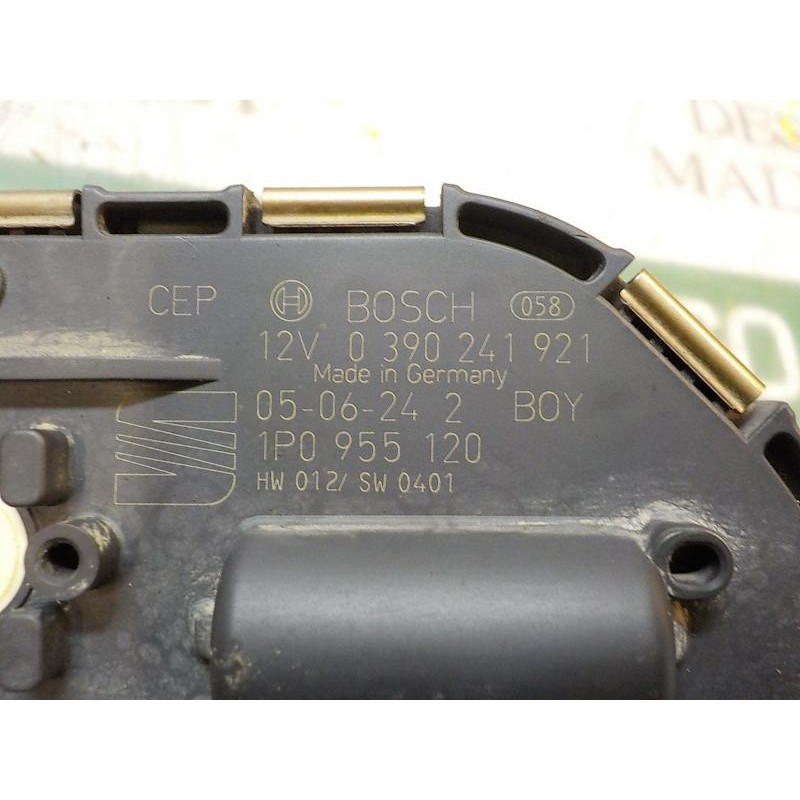 CEP BOSCH 058
12V 0 390 241 921
Made in Germany
05-06-24 2 BOY
1P0 955 120
HW 012/ SW 0401